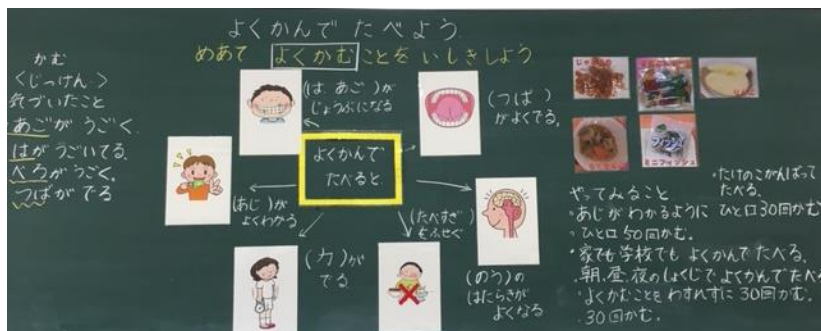 よくかんで たべよう
めあて よくかむことを いしきしよう
かむ
〈じっけん〉
気づいたこと
あごが うごく
はが うごいてる。
べろが うごく。
つばが でる
よくかんで
たべると
(は、あご)が
じょうぶになる
(つば)
がよくでる。
(あじ)が
よくわかる
(力)が
でる
(たべすぎ)
をふせぐ
(のう)の
はたらきが
よくなる
ミニフィッシュ
やってみること
・たけのこがんばって
たべる。
・あじが わかるように ひと口30回かむ
・ひと口 50回かむ。
・家でも学校でも よくかんで たべる。
・朝、昼、夜の しょくじで よくかんで たべる
・よくかむことを わすれずに 30回かむ。
30回かむ。